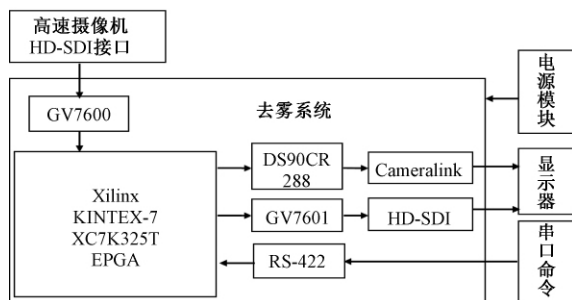 高速摄像机
HD-SDI接口
GV7600
去雾系统
电源模块
Xilinx
KINTEX-7
XC7K325T
EPGA
DS90CR
288
Cameralink
显示器
GV7601
HD-SDI
RS-422
串口命令